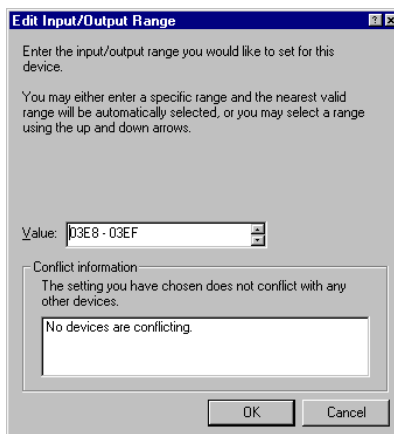 Edit Input/Output Range
Enter the input/output range you would like to set for this
device.
You may either enter a specific range and the nearest valid
range will be automatically selected, or you may select a range
using the up and down arrows.
Value: 03E8 - 03EF
Conflict information
The setting you have chosen does not conflict with any
other devices.
No devices are conflicting.
OK Cancel